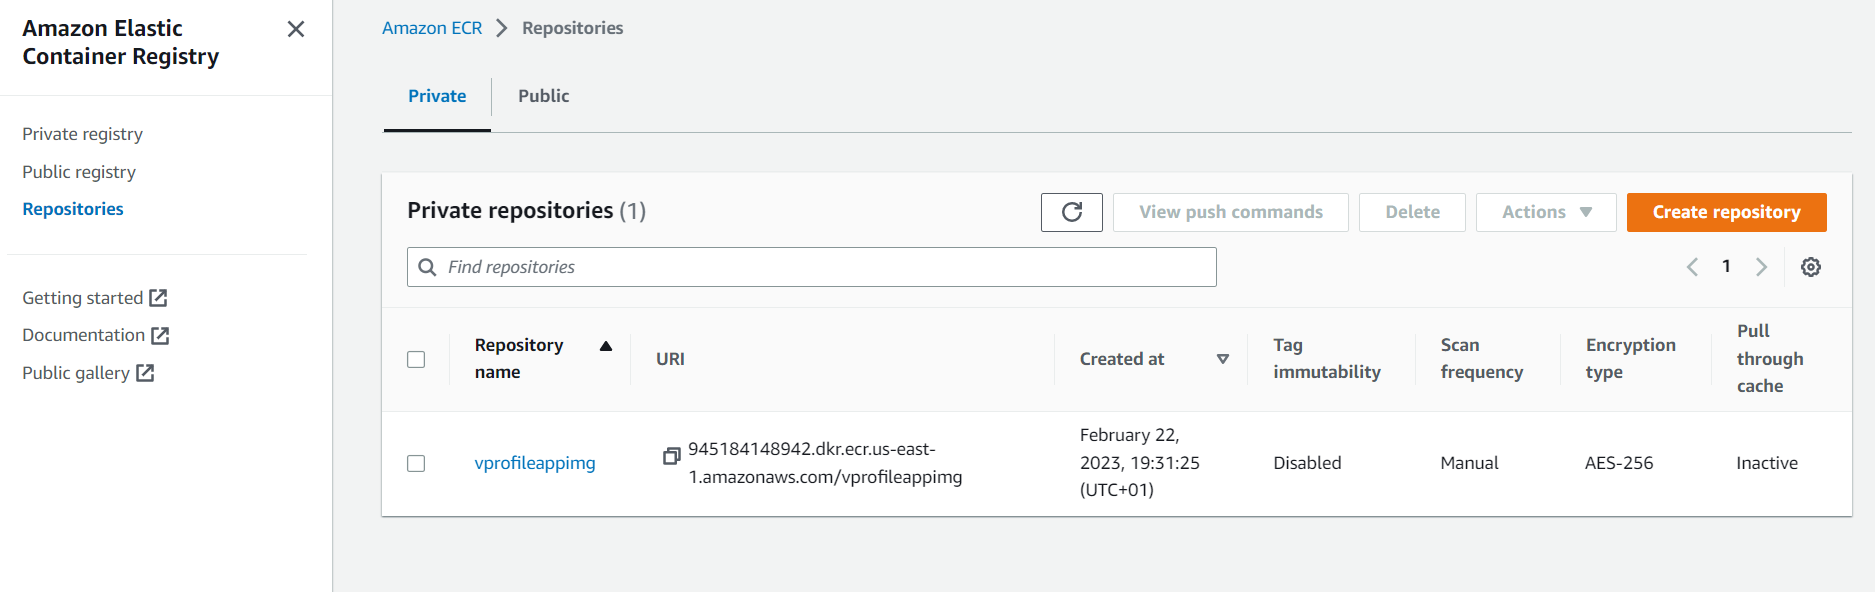 Amazon Elastic
Container Registry
Private registry
Public registry
Repositories
Getting started
Documentation
Public gallery
Amazon ECR > Repositories
Private
Public
Private repositories (1)
View push commands
Delete
Actions
Create repository
Find repositories
1
Repository
name
URI
Created at
Tag
immutability
Scan
frequency
Encryption
type
Pull
through
cache
vprofileappimg
945184148942.dkr.ecr.us-east-
1.amazonaws.com/vprofileappimg
February 22,
2023, 19:31:25
(UTC+01)
Disabled
Manual
AES-256
Inactive